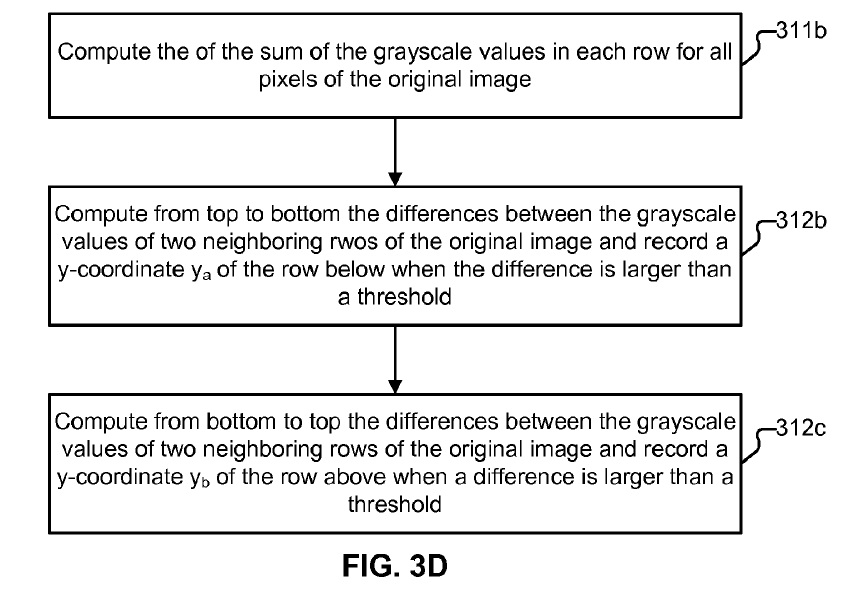 Compute the of the sum of the grayscale values in each row for all
pixels of the original image
311b
Compute from top to bottom the differences between the grayscale
values of two neighboring rwos of the original image and record a
y-coordinate yₐ of the row below when the difference is larger than
a threshold
312b
Compute from bottom to top the differences between the grayscale
values of two neighboring rows of the original image and record a
y-coordinate y_b of the row above when a difference is larger than a
threshold
312c
FIG. 3D